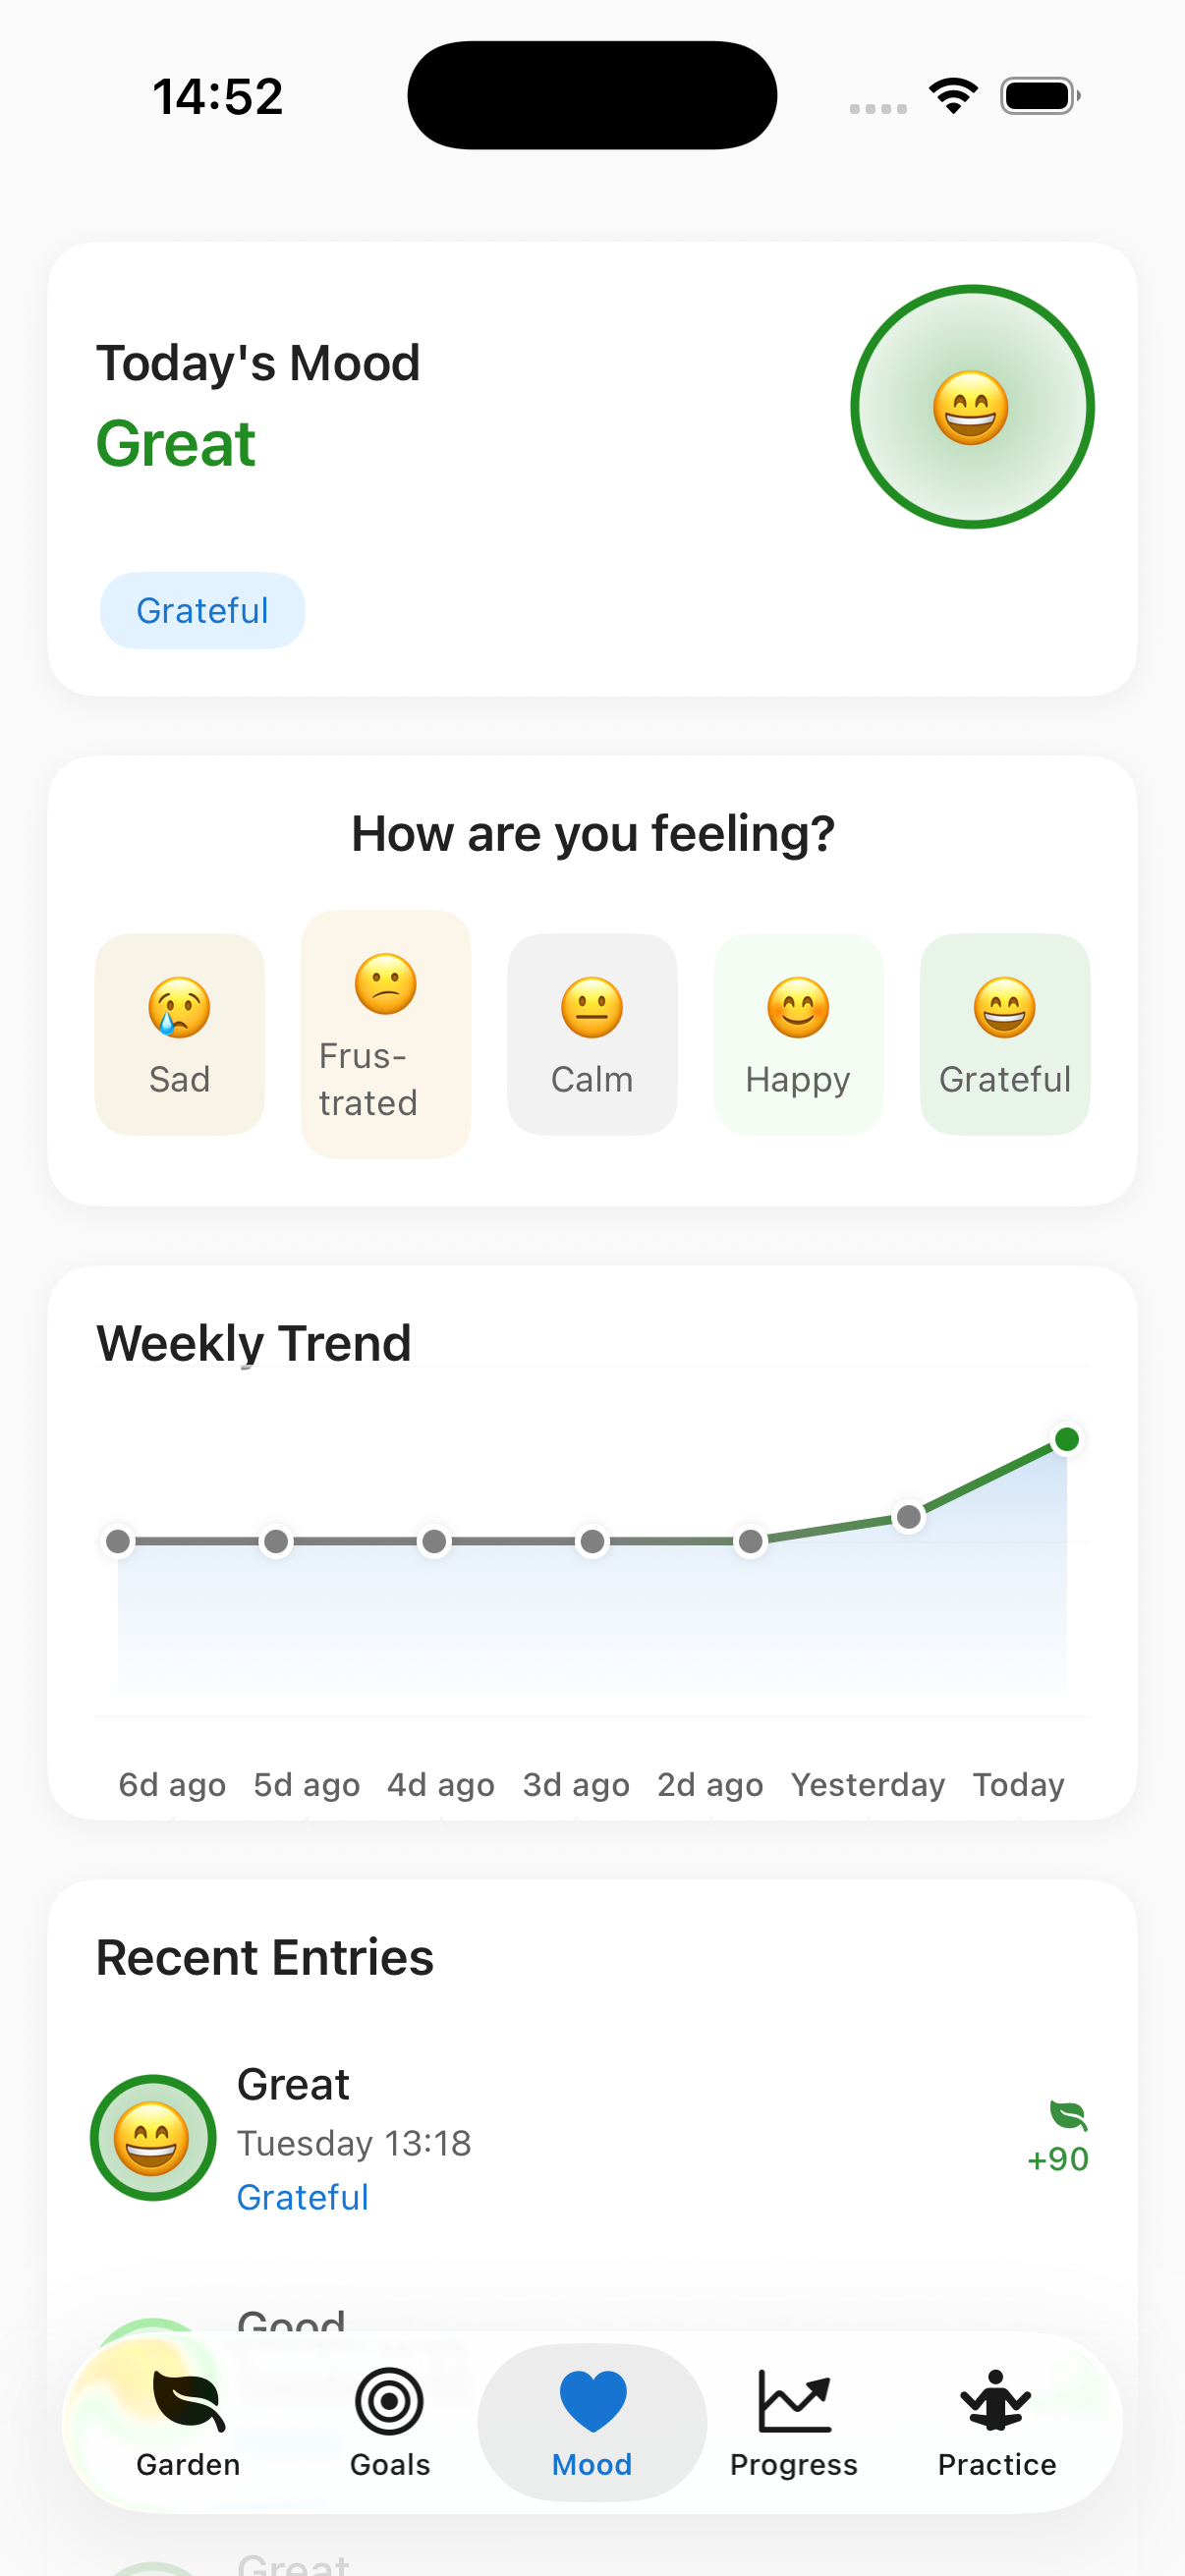 14:52
Today's Mood
Great
Grateful
How are you feeling?
Sad
Frus-
trated
Calm
Happy
Grateful
Weekly Trend
6d ago 5d ago 4d ago 3d ago 2d ago Yesterday Today
Recent Entries
Great
Tuesday 13:18
Grateful
+90
Good
Garden Goals Mood Progress Practice
Great